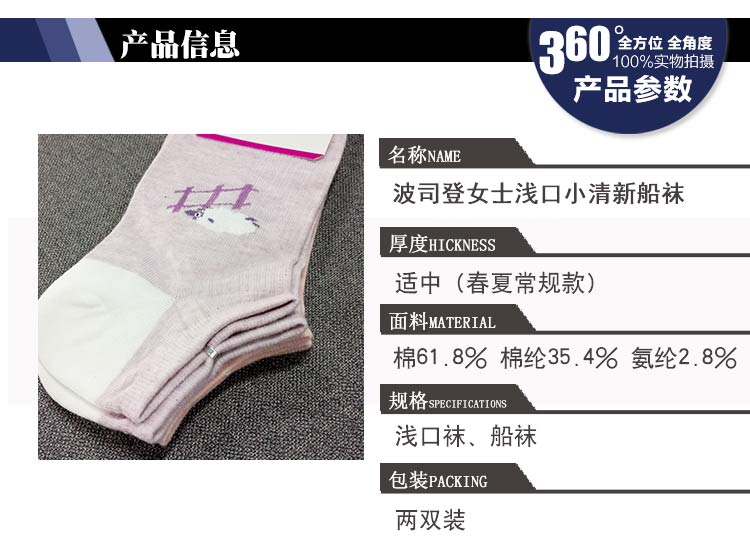 产品信息
360°全方位 全角度
100%实物拍摄
产品参数
名称NAME
波司登女士浅口小清新船袜
厚度HICKNESS
适中（春夏常规款）
面料MATERIAL
棉61.8% 棉纶35.4% 氨纶2.8%
规格SPECIFICATIONS
浅口袜、船袜
包装PACKING
两双装